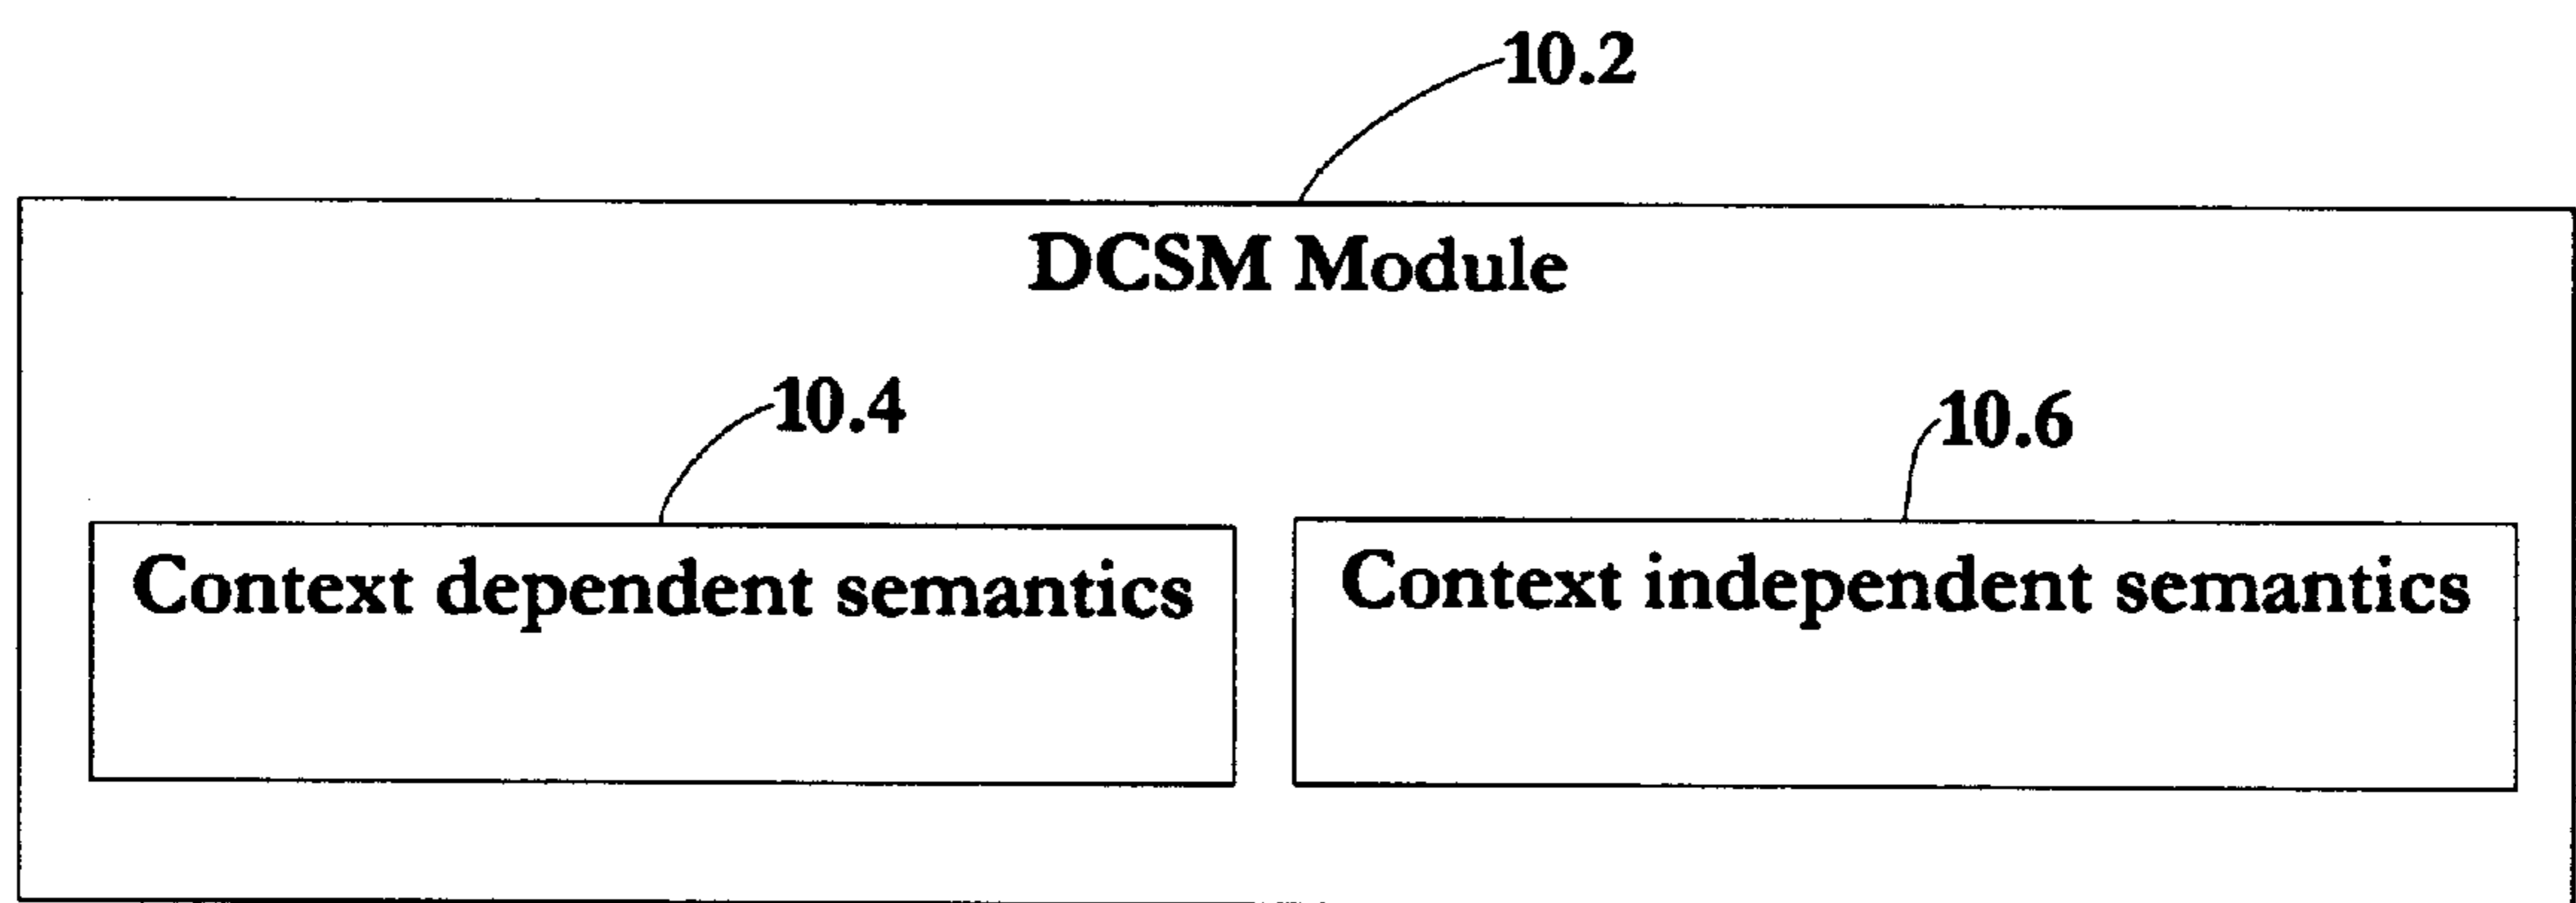 10.2
DCSM Module
10.4
10.6
Context dependent semantics
Context independent semantics